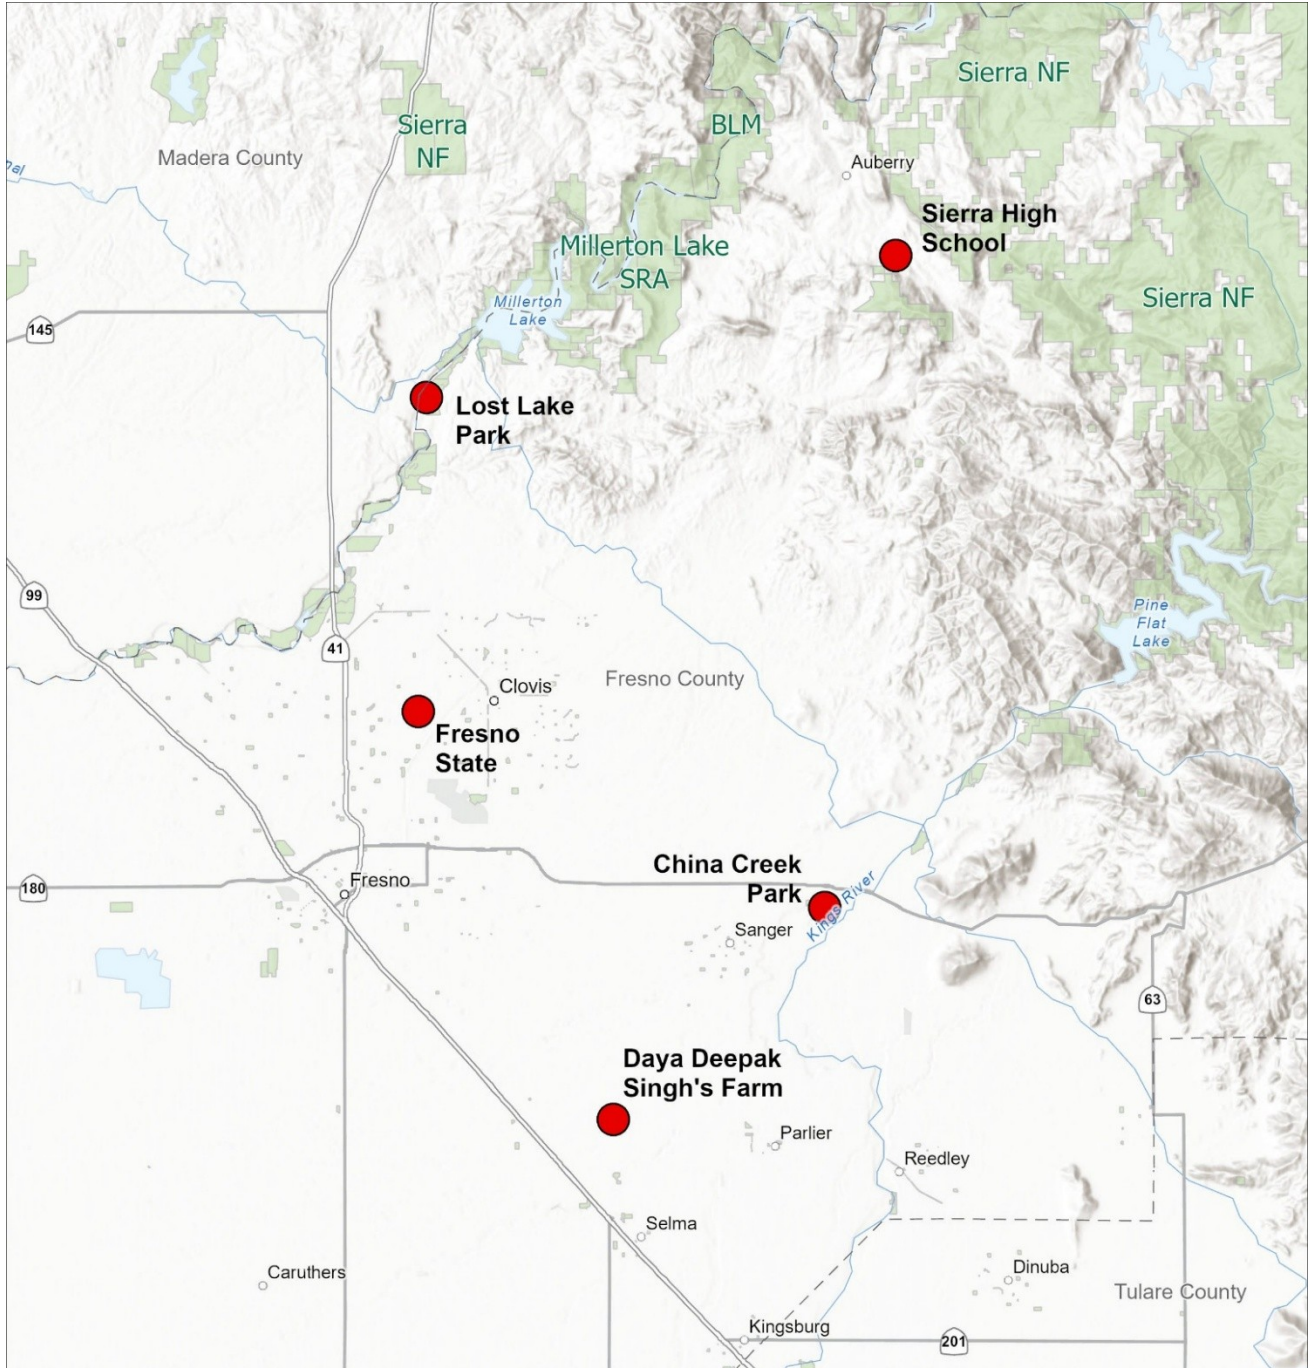 Sierra NF
Sierra
NF
BLM
Madera County
Auberry
nal
Sierra High
School
Millerton Lake
SRA
Sierra NF
Millerton
Lake
145
Lost Lake
Park
99
Pine
Flat
Lake
41
Fresno County
Clovis
Fresno
State
China Creek
Park
180
Fresno
Kings River
Sanger
63
Daya Deepak
Singh's Farm
Parlier
Reedley
Selma
Caruthers
Dinuba
Tulare County
Kingsburg
201